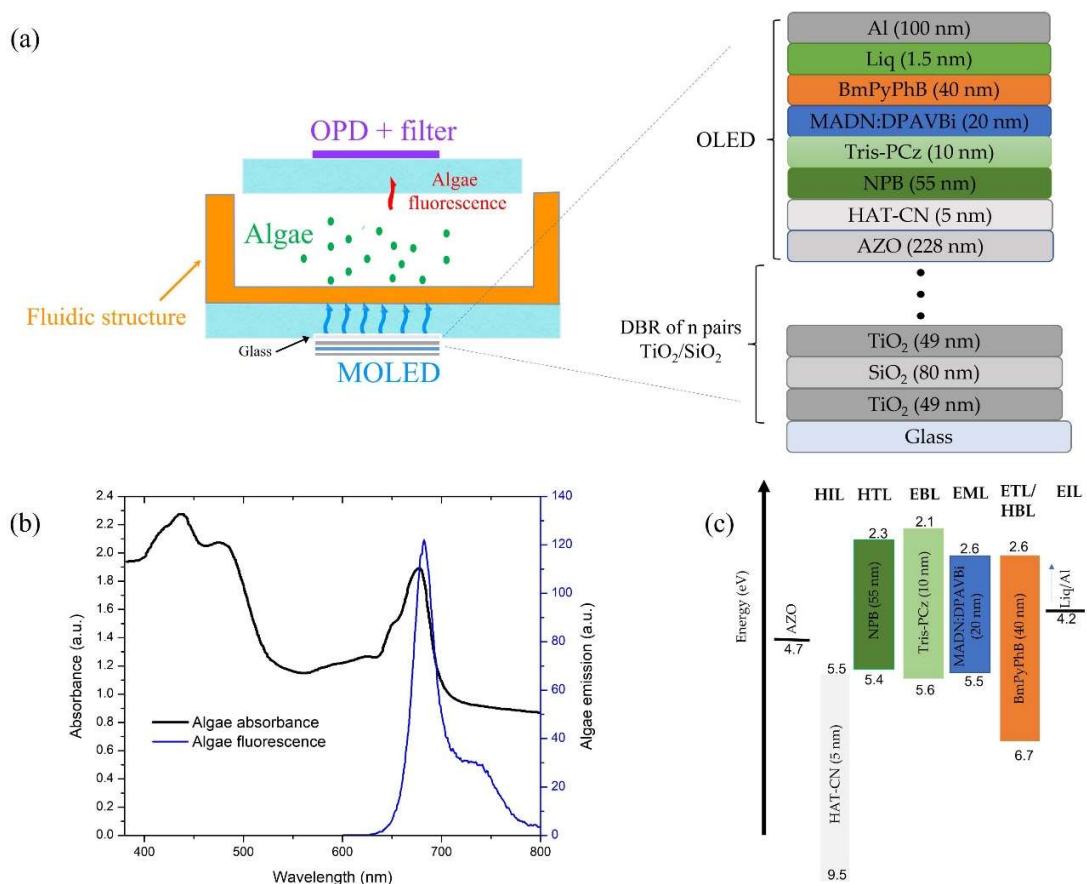 (a)
OPD + filter
Algae
fluorescence
Algae
Fluidic structure
Glass
MOLED
OLED
Al (100 nm)
Liq (1.5 nm)
BmPyPhB (40 nm)
MADN:DPAVBi (20 nm)
Tris-PCz (10 nm)
NPB (55 nm)
HAT-CN (5 nm)
AZO (228 nm)
DBR of n pairs
TiO₂/SiO₂
TiO₂ (49 nm)
SiO₂ (80 nm)
TiO₂ (49 nm)
Glass
(b)
Absorbance (a.u.)
2.4
2.2
2.0
1.8
1.6
1.4
1.2
1.0
0.8
0.6
0.4
0.2
0.0
Algae absorbance
Algae fluorescence
400
500
600
700
800
Wavelength (nm)
140
120
100
80
60
40
20
0
Algae emission (a.u.)
(c)
Energy (eV)
HIL
HTL
EBL
EML
ETL/
HBL
EIL
AZO
4.7
5.5
HAT-CN (5 nm)
9.5
2.3
NPB (55 nm)
5.4
2.1
Tris-PCz (10 nm)
5.6
2.6
MADN:DPAVBi
(20 nm)
5.5
2.6
BmPyPhB (40 nm)
6.7
Liq/Al
4.2